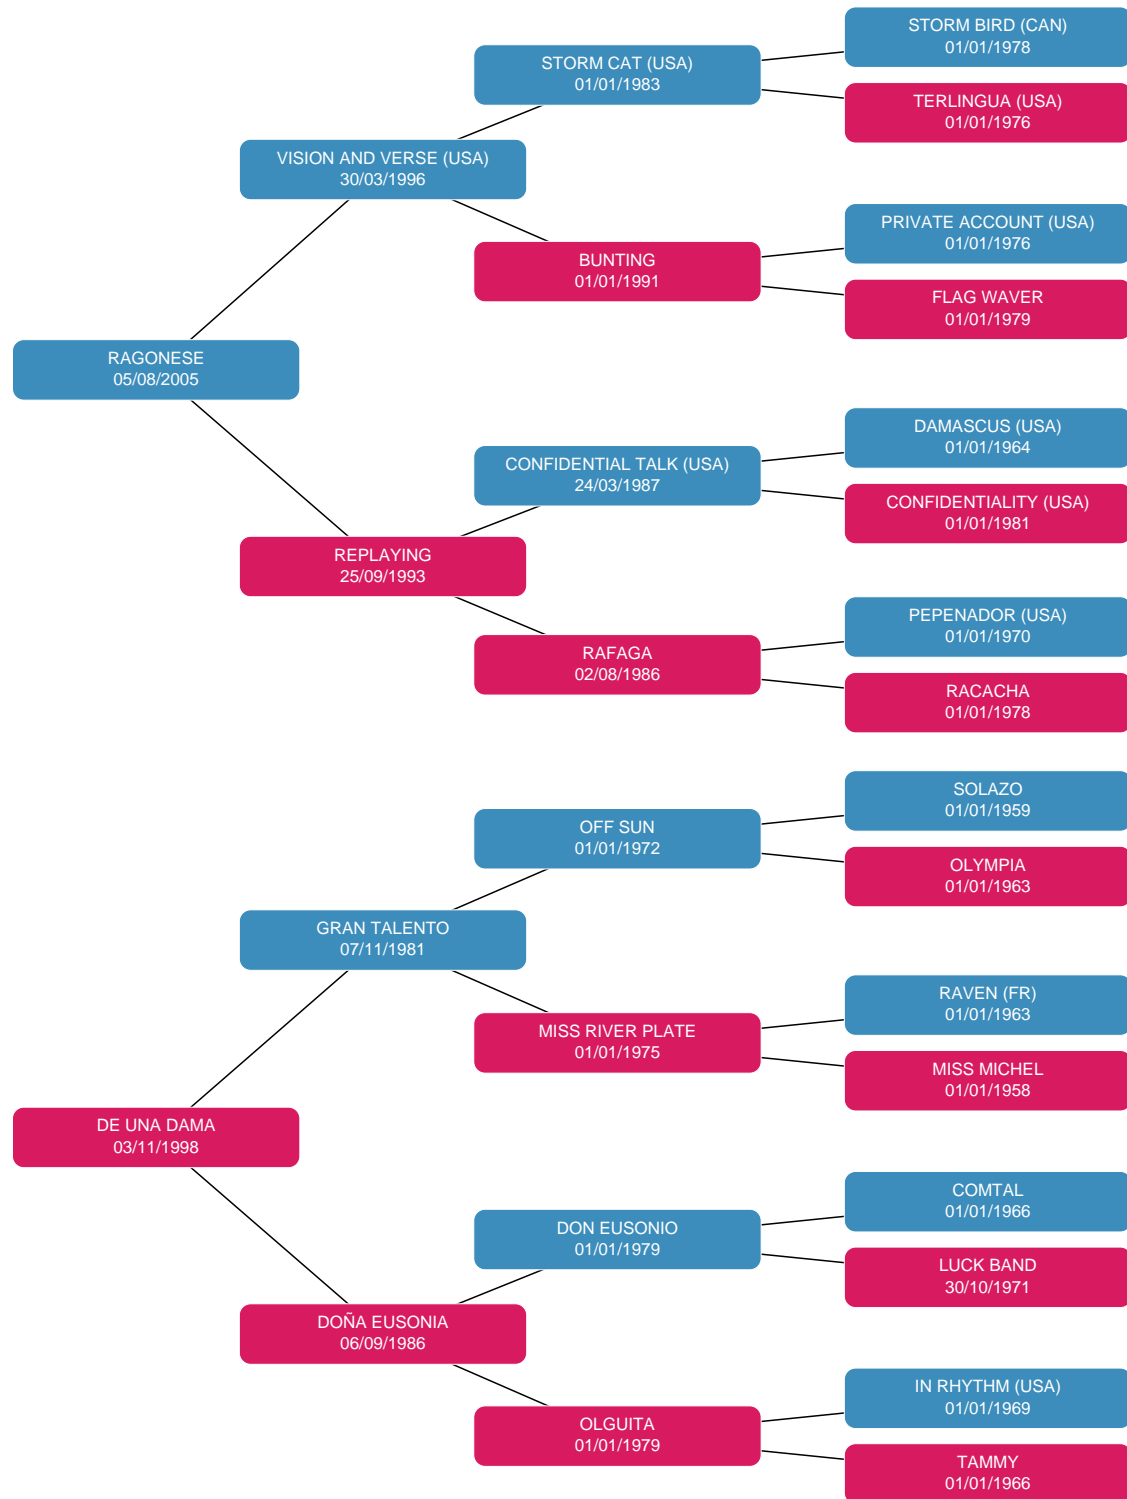 STORM BIRD (CAN)
01/01/1978
STORM CAT (USA)
01/01/1983
TERLINGUA (USA)
01/01/1976
VISION AND VERSE (USA)
30/03/1996
PRIVATE ACCOUNT (USA)
01/01/1976
BUNTING
01/01/1991
FLAG WAVER
01/01/1979
RAGONESE
05/08/2005
DAMASCUS (USA)
01/01/1964
CONFIDENTIAL TALK (USA)
24/03/1987
CONFIDENTIALITY (USA)
01/01/1981
REPLAYING
25/09/1993
PEPENADOR (USA)
01/01/1970
RAFAGA
02/08/1986
RACACHA
01/01/1978
SOLAZO
01/01/1959
OFF SUN
01/01/1972
OLYMPIA
01/01/1963
GRAN TALENTO
07/11/1981
RAVEN (FR)
01/01/1963
MISS RIVER PLATE
01/01/1975
MISS MICHEL
01/01/1958
DE UNA DAMA
03/11/1998
COMTAL
01/01/1966
DON EUSONIO
01/01/1979
LUCK BAND
30/10/1971
DOÑA EUSONIA
06/09/1986
IN RHYTHM (USA)
01/01/1969
OLGUITA
01/01/1979
TAMMY
01/01/1966